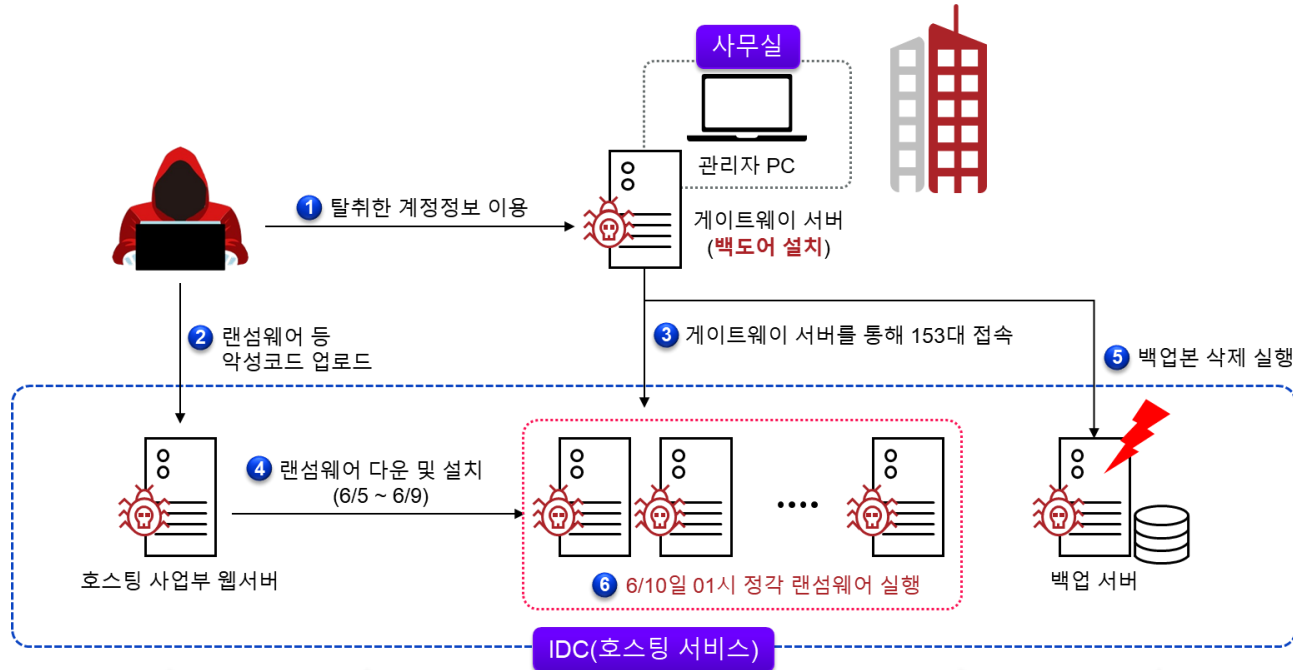 사무실
관리자 PC
1 탈취한 계정정보 이용
게이트웨이 서버
(백도어 설치)
2 랜섬웨어 등
악성코드 업로드
3 게이트웨이 서버를 통해 153대 접속
5 백업본 삭제 실행
4 랜섬웨어 다운 및 설치
(6/5 ~ 6/9)
호스팅 사업부 웹서버
6 6/10일 01시 정각 랜섬웨어 실행
백업 서버
IDC(호스팅 서비스)